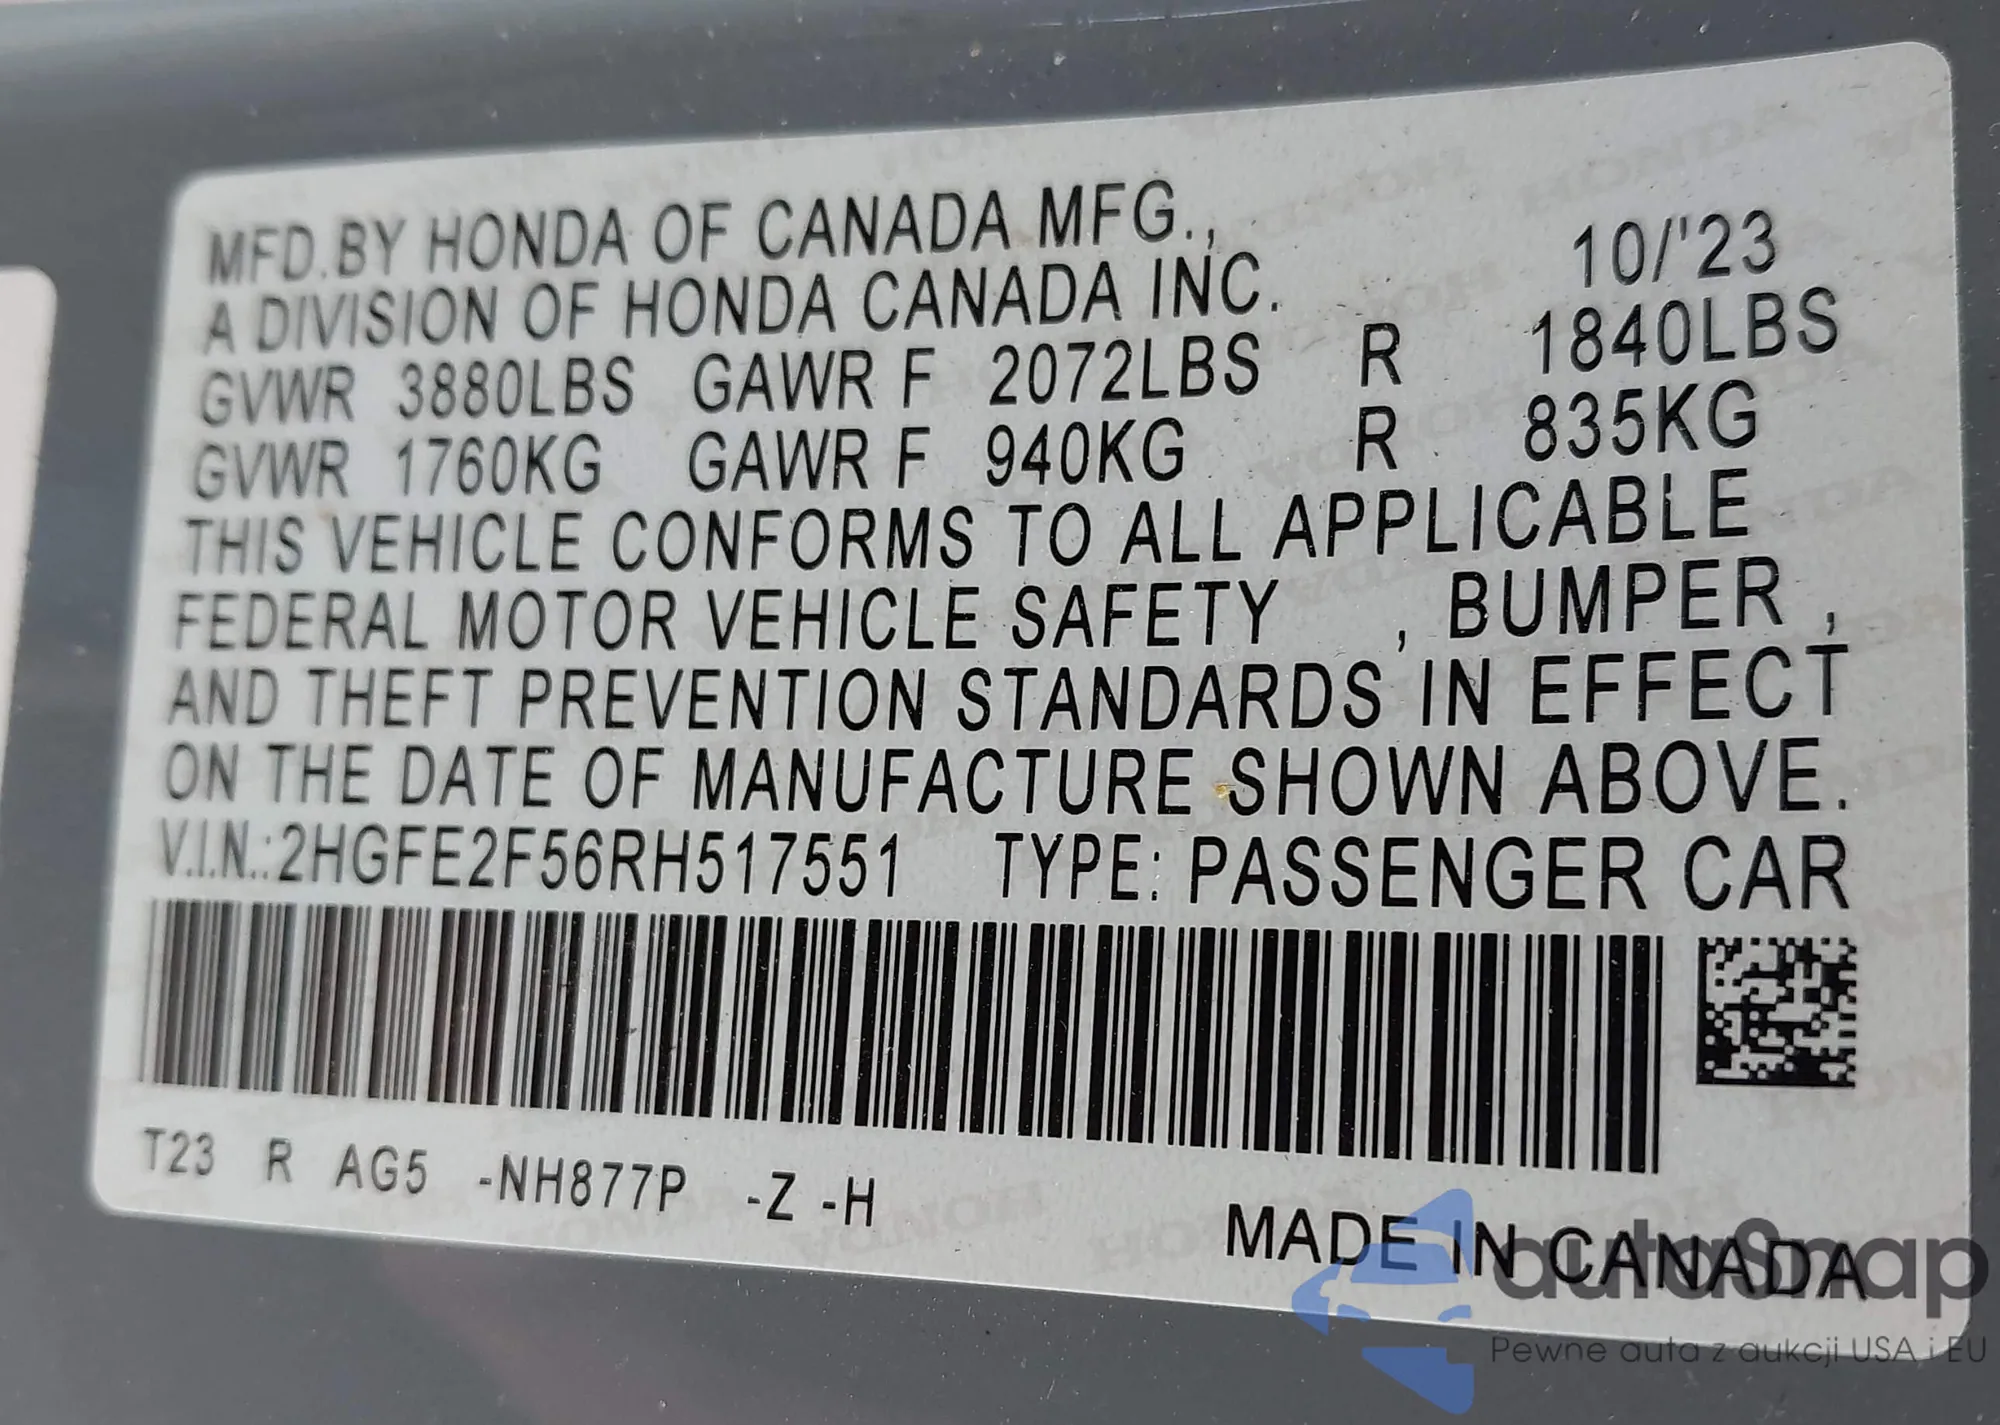 MFD.BY HONDA OF CANADA MFG., 10/'23
A DIVISION OF HONDA CANADA INC.
GVWR 3880LBS GAWR F 2072LBS R 1840LBS
GVWR 1760KG GAWR F 940KG R 835KG
THIS VEHICLE CONFORMS TO ALL APPLICABLE
FEDERAL MOTOR VEHICLE SAFETY , BUMPER ,
AND THEFT PREVENTION STANDARDS IN EFFECT
ON THE DATE OF MANUFACTURE SHOWN ABOVE.
V.I.N.:2HGFE2F56RH517551 TYPE: PASSENGER CAR
T23 R AG5 -NH877P -Z -H
MADE IN CANADA
autosnap
Pewne auta z aukcji USA i EU